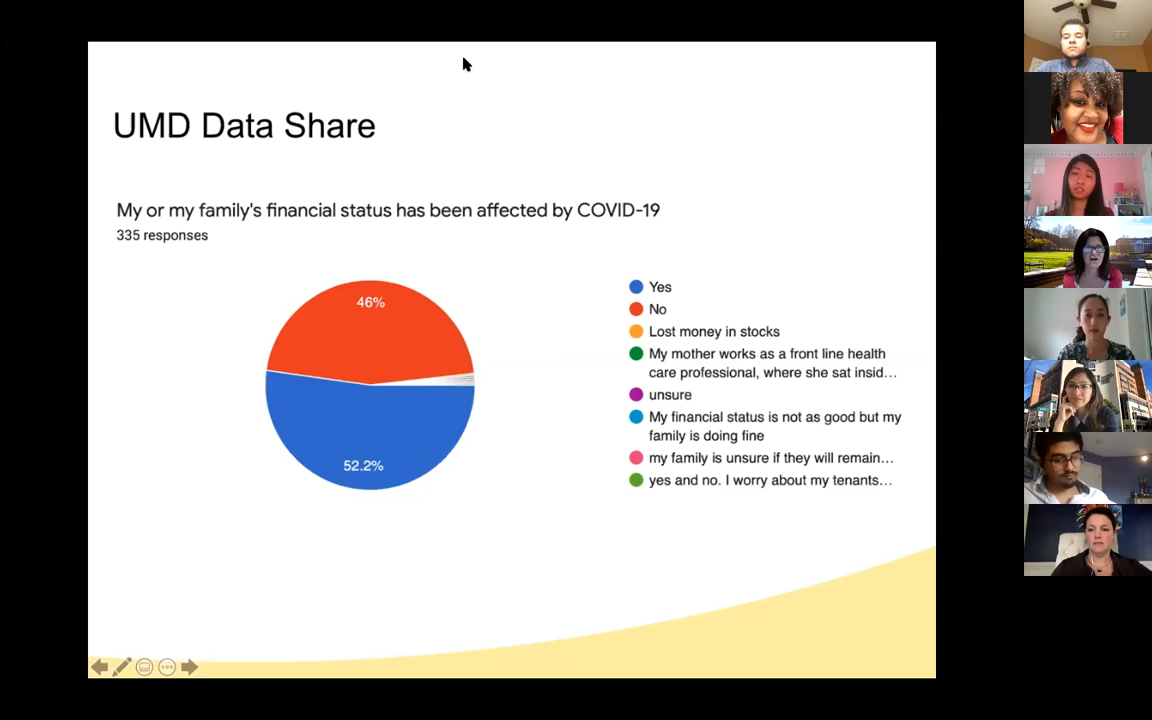 UMD Data Share
My or my family's financial status has been affected by COVID-19
335 responses
46%
52.2%
Yes
No
Lost money in stocks
My mother works as a front line health
care professional, where she sat insid...
unsure
My financial status is not as good but my
family is doing fine
my family is unsure if they will remain...
yes and no. I worry about my tenants...